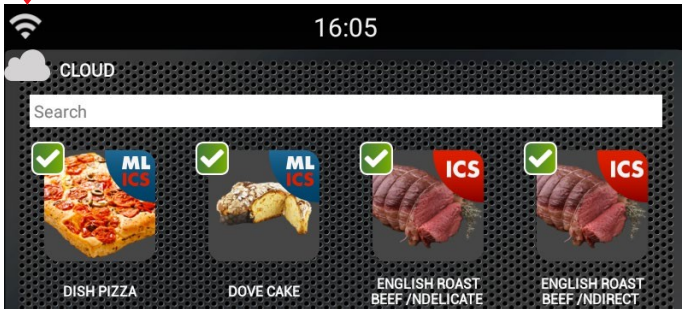 16:05
CLOUD
Search
ML
ICS
ML
ICS
ICS
ICS
DISH PIZZA
DOVE CAKE
ENGLISH ROAST
BEEF /NDELICATE
ENGLISH ROAST
BEEF /NDIRECT